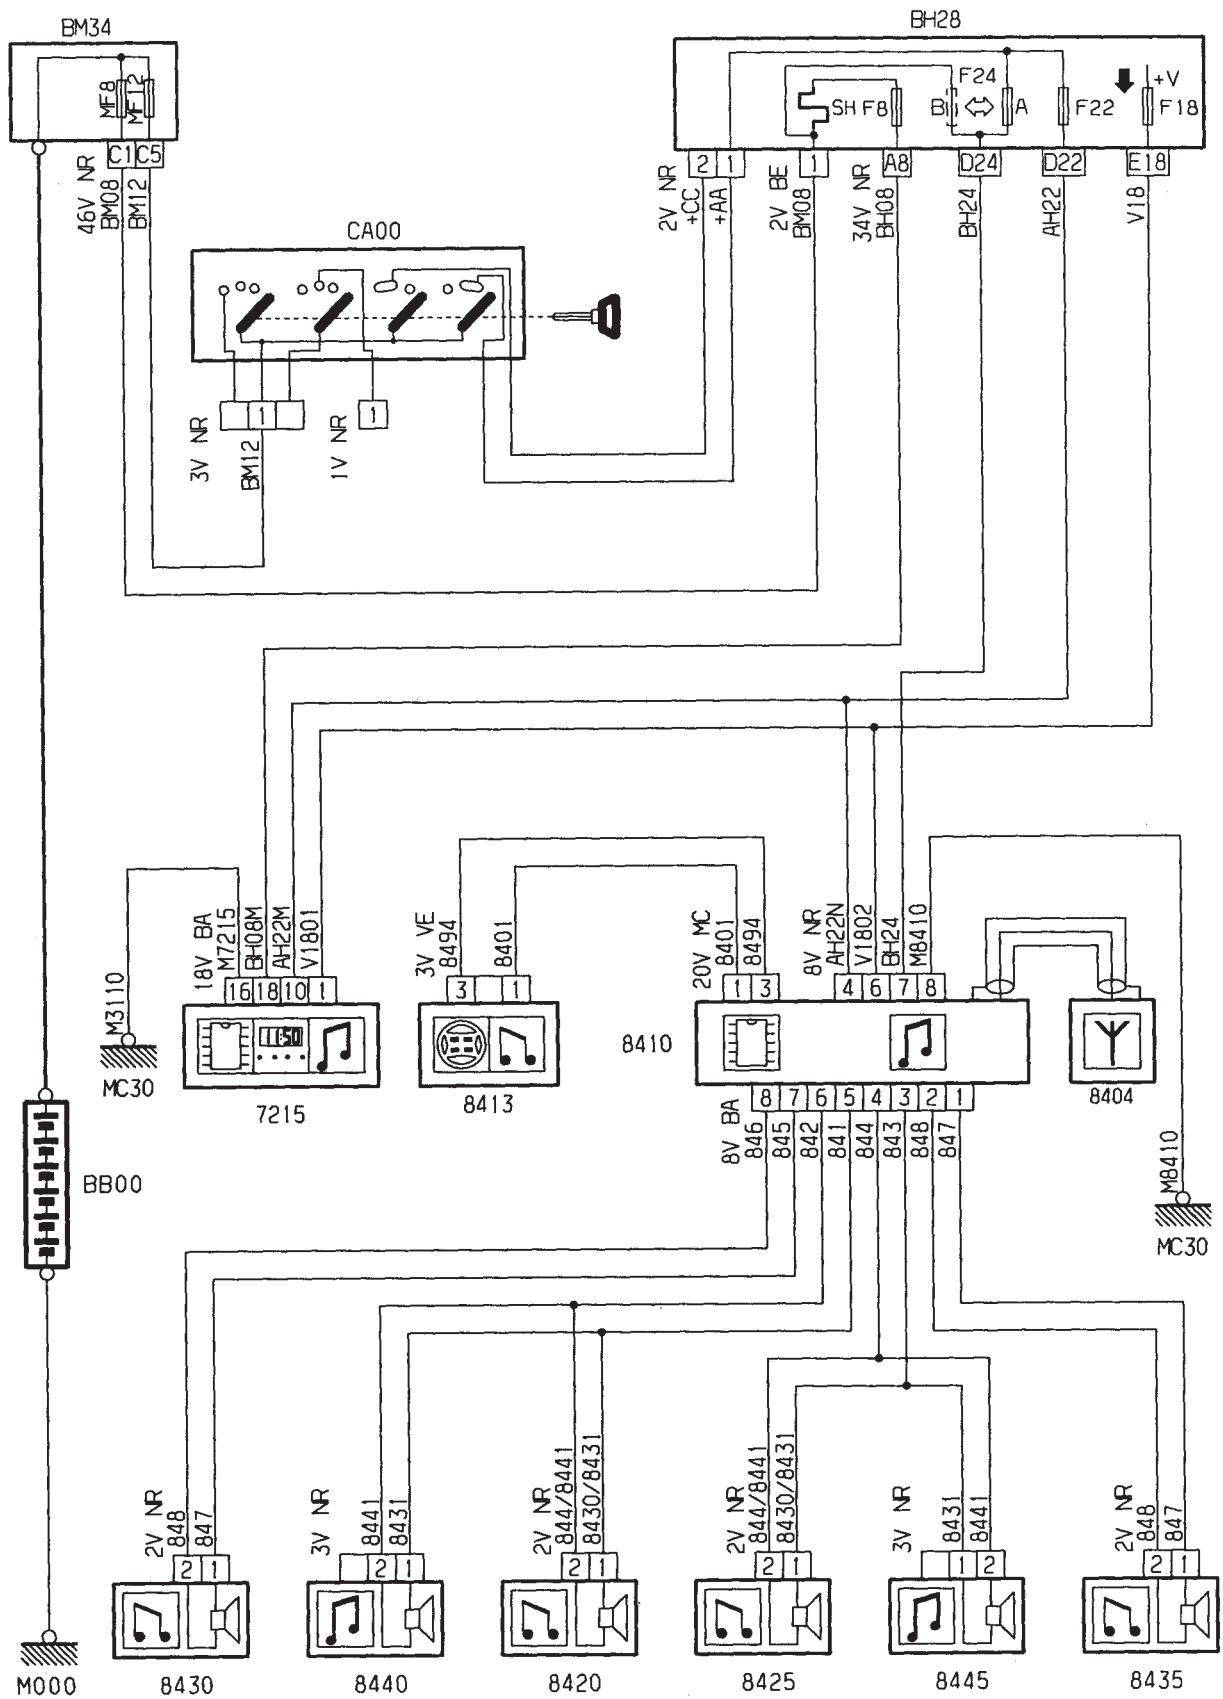 BM34
BH28
MF8
MF12
SH
F8
F24
B
A
F22
+V
F18
C1
C5
2
1
1
A8
D24
D22
E18
46V NR
BM08
BM12
2V NR
+CC
+AA
2V BE
BM08
34V NR
BH08
BH24
AH22
V18
CA00
1
1
3V NR
BM12
1V NR
18V BA
M7215
BH08M
AH22M
V1801
3V VE
8494
8401
20V MC
8401
8494
8V NR
AH22N
V1802
BH24
M8410
M3110
16
18
10
1
3
1
1
3
4
6
7
8
11:50
MC30
7215
8413
8410
8404
8
7
6
5
4
3
2
1
8V BA
846
845
842
841
844
843
848
847
BB00
M8410
MC30
2V NR
848
847
3V NR
8441
8431
2V NR
844/8441
8430/8431
2V NR
844/8441
8430/8431
3V NR
8431
8441
2V NR
848
847
2
1
2
1
2
1
2
1
1
2
2
1
M000
8430
8440
8420
8425
8445
8435